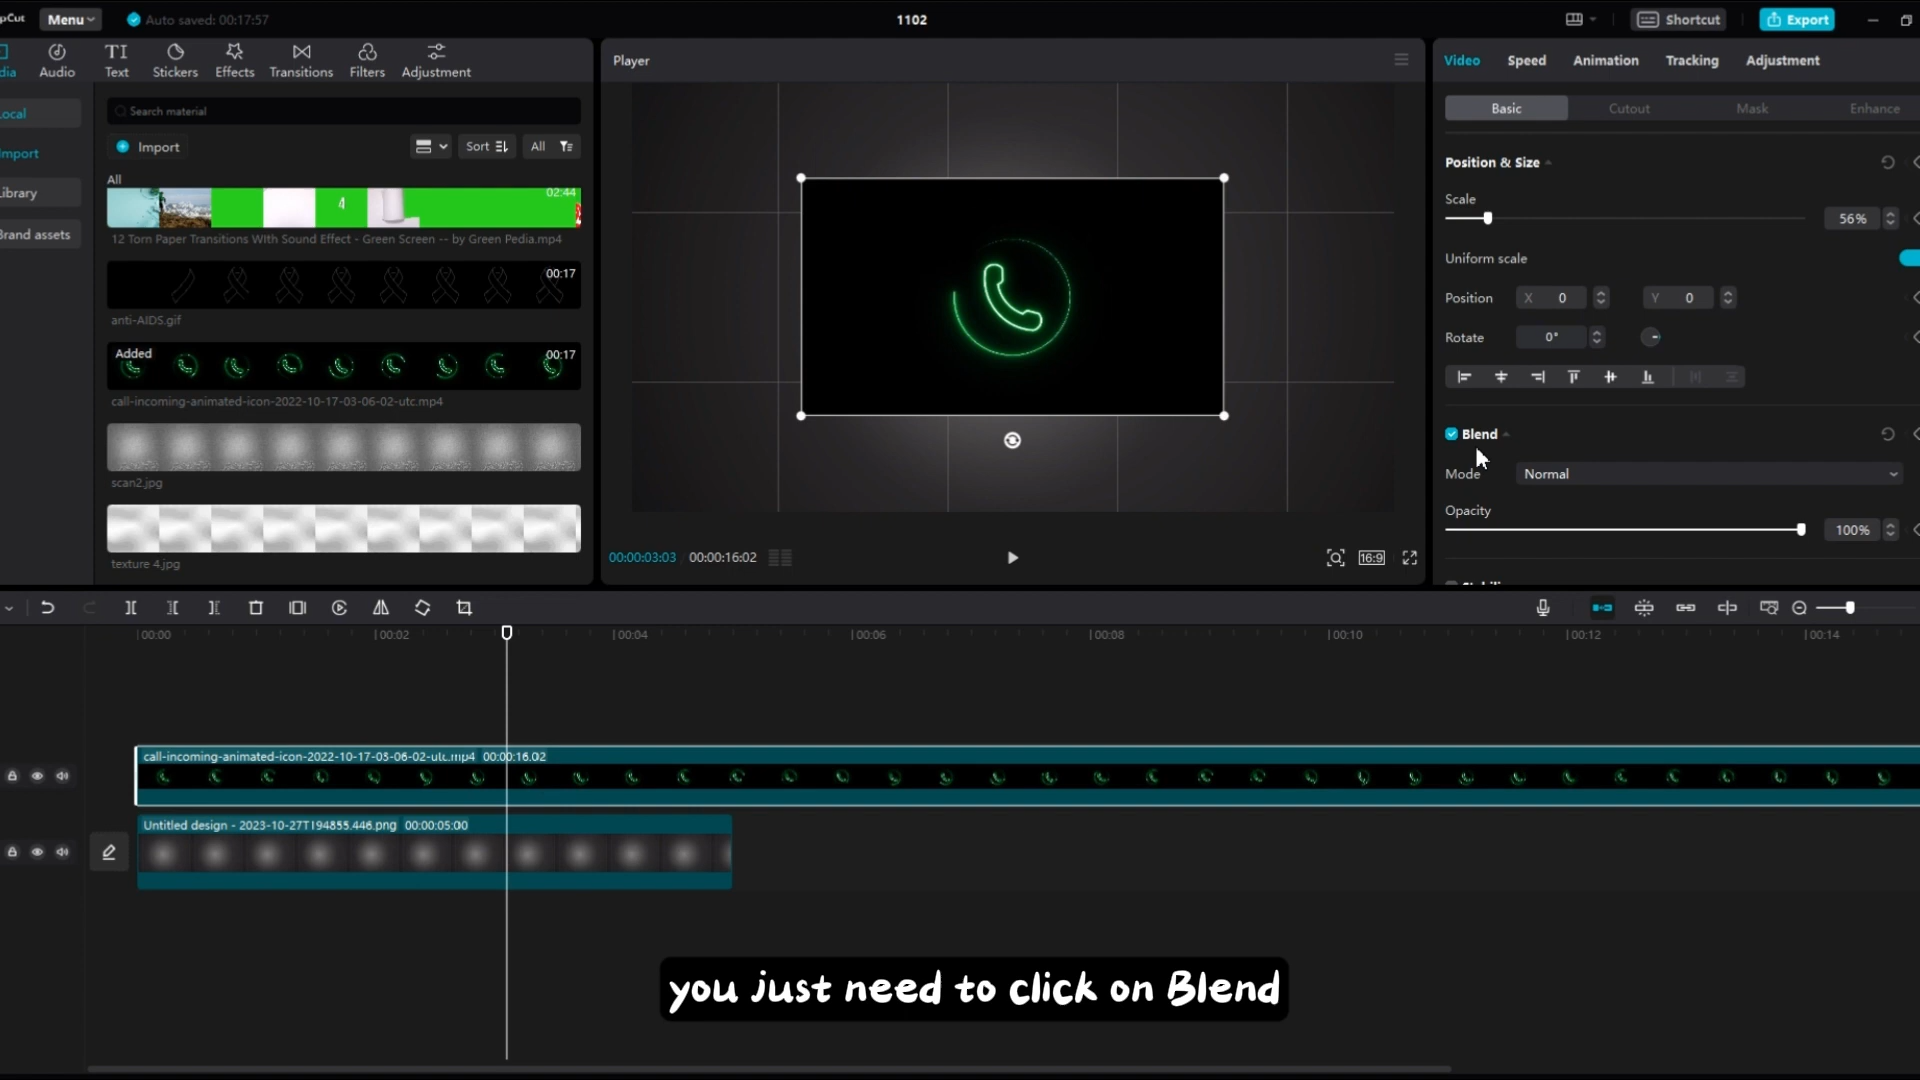 pCut
Menu
Auto saved: 00:17:57
1102
Shortcut
Export
dia
Audio
TI
Text
Stickers
Effects
Transitions
Filters
Adjustment
Local
Import
Library
Brand assets
Search material
Import
Sort
All
All
02:44
4
12 Torn Paper Transitions WIth Sound Effect - Green Screen -- by Green Pedia.mp4
00:17
anti-AIDS.gif
Added
00:17
call-incoming-animated-icon-2022-10-17-03-06-02-utc.mp4
scan2.jpg
texture 4.jpg
Player
00:00:03:03
00:00:16:02
16:9
Video
Speed
Animation
Tracking
Adjustment
Basic
Cutout
Mask
Enhance
Position & Size
Scale
56%
Uniform scale
Position
X 0
Y 0
Rotate
0°
Blend
Mode
Normal
Opacity
100%
00:00
00:02
00:04
00:06
00:08
00:10
00:12
00:14
call-incoming-animated-icon-2022-10-17-03-06-02-utc.mp4 00:00:16:02
Untitled design - 2023-10-27T194855.446.png 00:00:05:00
you just need to click on Blend